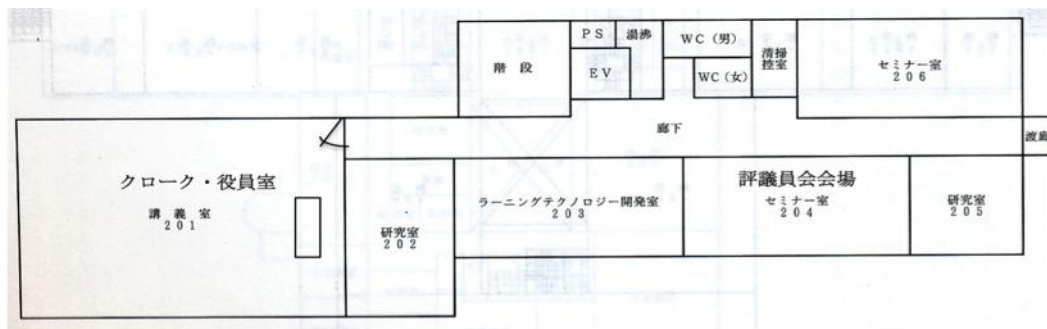 階 段
PS
湯沸
EV
WC(男)
WC(女)
清掃
控室
セミナー室
206
廊下
渡廊
クローク・役員室
講 義 室
201
研究室
202
ラーニングテクノロジー開発室
203
評議員会会場
セミナー室
204
研究室
205